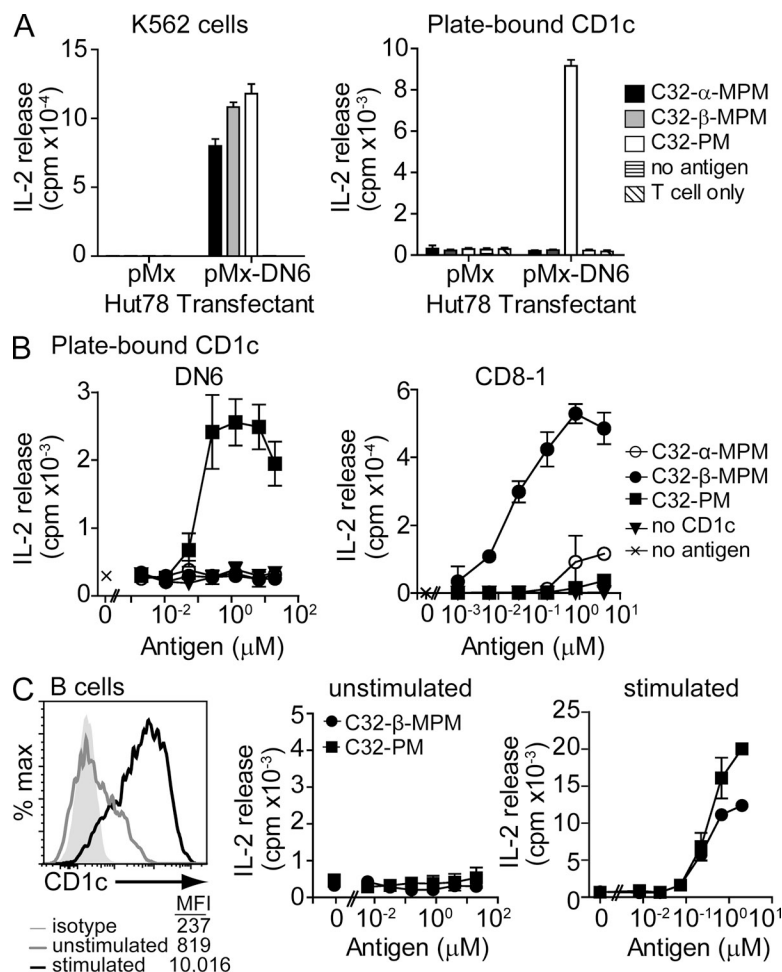 A
K562 cells
Plate-bound CD1c
IL-2 release
(cpm x10-4)
15
10
5
0
pMx
pMx-DN6
Hut78 Transfectant
IL-2 release
(cpm x10-3)
10
8
6
4
2
0
pMx
pMx-DN6
Hut78 Transfectant
C32-α-MPM
C32-β-MPM
C32-PM
no antigen
T cell only
B
Plate-bound CD1c
DN6
IL-2 release
(cpm x10-3)
3
2
1
0
0 10-2 100 102
Antigen (μM)
CD8-1
IL-2 release
(cpm x10-4)
6
4
2
0
0 10-3 10-2 10-1 100 101
Antigen (μM)
C32-α-MPM
C32-β-MPM
C32-PM
no CD1c
no antigen
C
B cells
% max
CD1c
MFI
isotype 237
unstimulated 819
stimulated 10.016
unstimulated
C32-β-MPM
C32-PM
IL-2 release
(cpm x10-3)
5
4
3
2
1
0
0 10-2 100 102
Antigen (μM)
stimulated
IL-2 release
(cpm x10-3)
25
20
15
10
5
0
0 10-2 10-11 100
Antigen (μM)